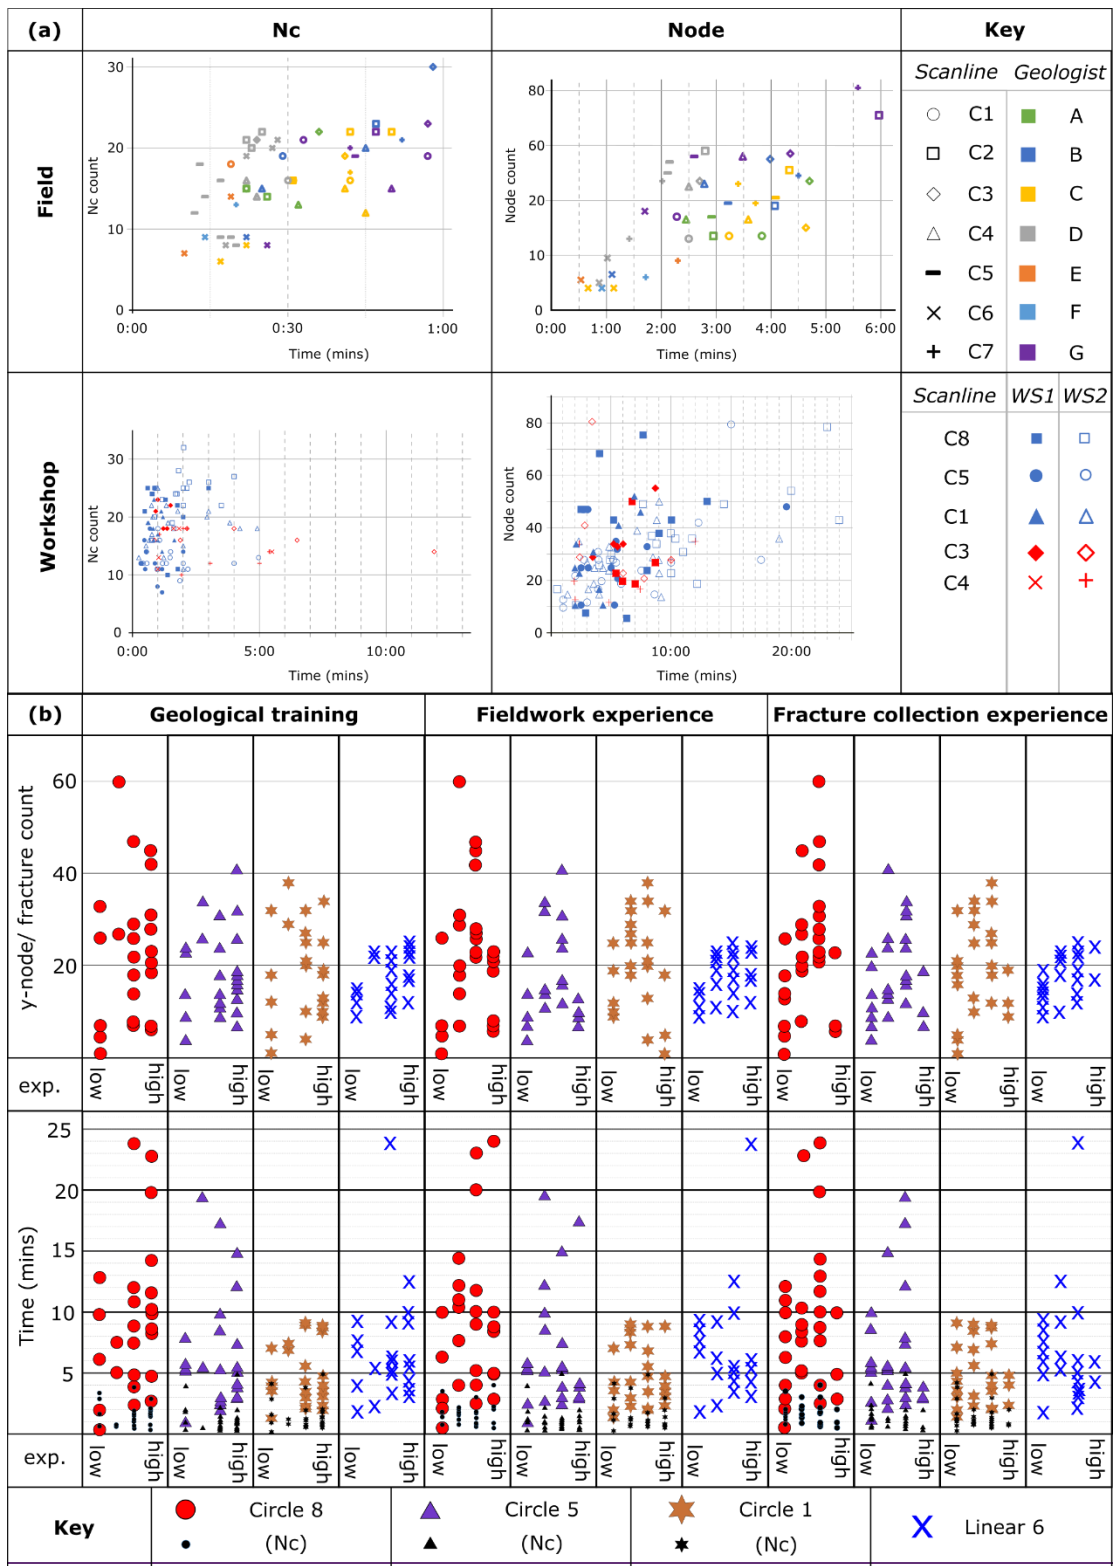 (a) Nc Node Key
Field
Nc count
30
20
10
0
0:00 0:30 1:00
Time (mins)
Node count
80
60
20
10
0
0:00 1:00 2:00 3:00 4:00 5:00 6:00
Time (mins)
Scanline Geologist
C1 A
C2 B
C3 C
C4 D
C5 E
C6 F
C7 G
Workshop
Nc count
30
20
10
0
0:00 5:00 10:00
Time (mins)
Node count
80
60
40
20
0
10:00 20:00
Time (mins)
Scanline WS1 WS2
C8
C5
C1
C3
C4
(b) Geological training Fieldwork experience Fracture collection experience
y-node/ fracture count
60
40
20
exp. low high low high low high low high low high low high low high low high low high low high low high low high
Time (mins)
25
20
15
10
5
exp. low high low high low high low high low high low high low high low high low high low high low high low high
Key Circle 8 Circle 5 Circle 1 Linear 6
(Nc) (Nc) (Nc)